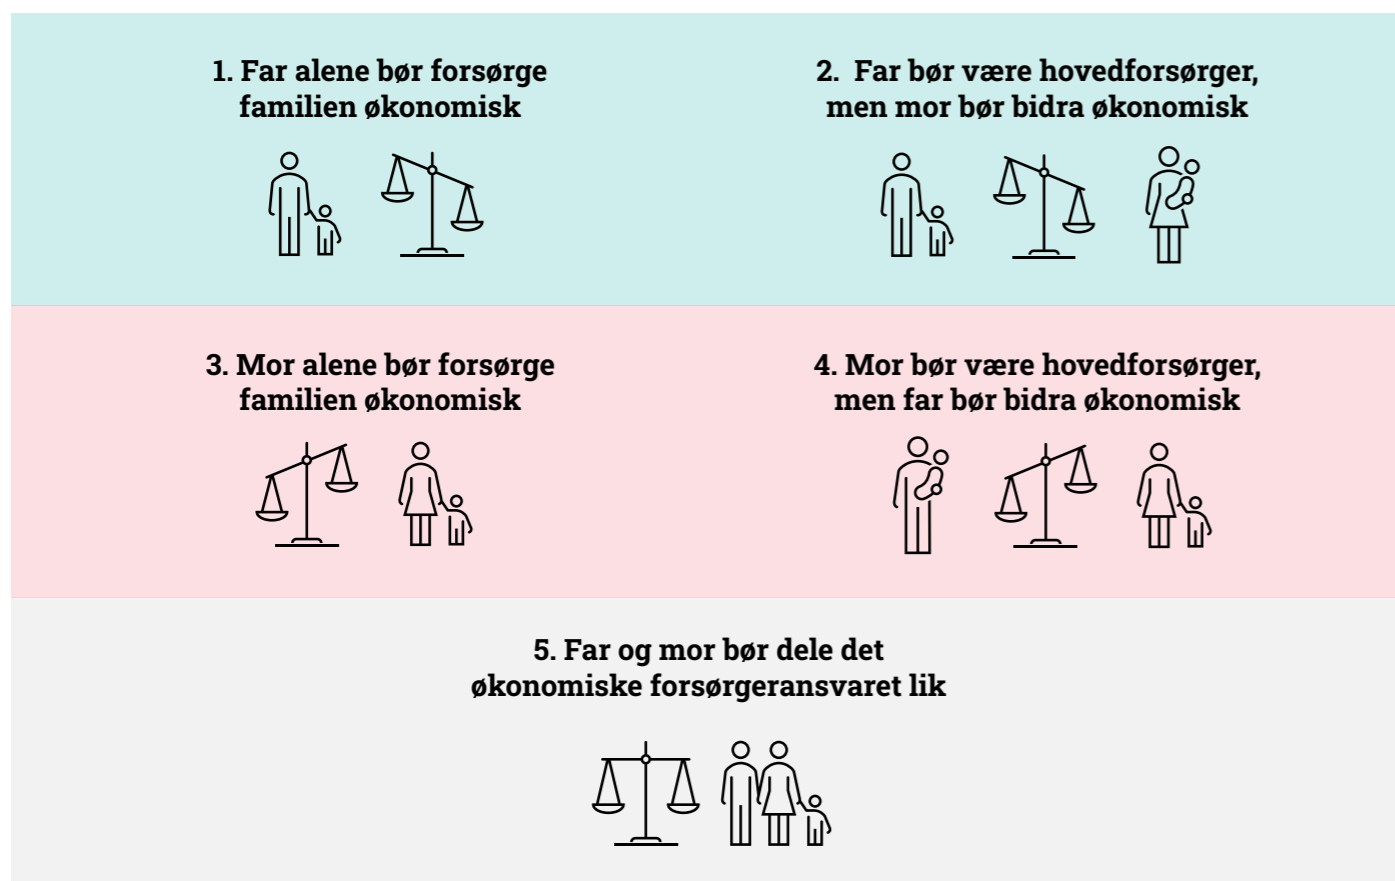 1. Far alene bør forsørge
familien økonomisk
2. Far bør være hovedforsørger,
men mor bør bidra økonomisk
3. Mor alene bør forsørge
familien økonomisk
4. Mor bør være hovedforsørger,
men far bør bidra økonomisk
5. Far og mor bør dele det
økonomiske forsørgeransvaret lik